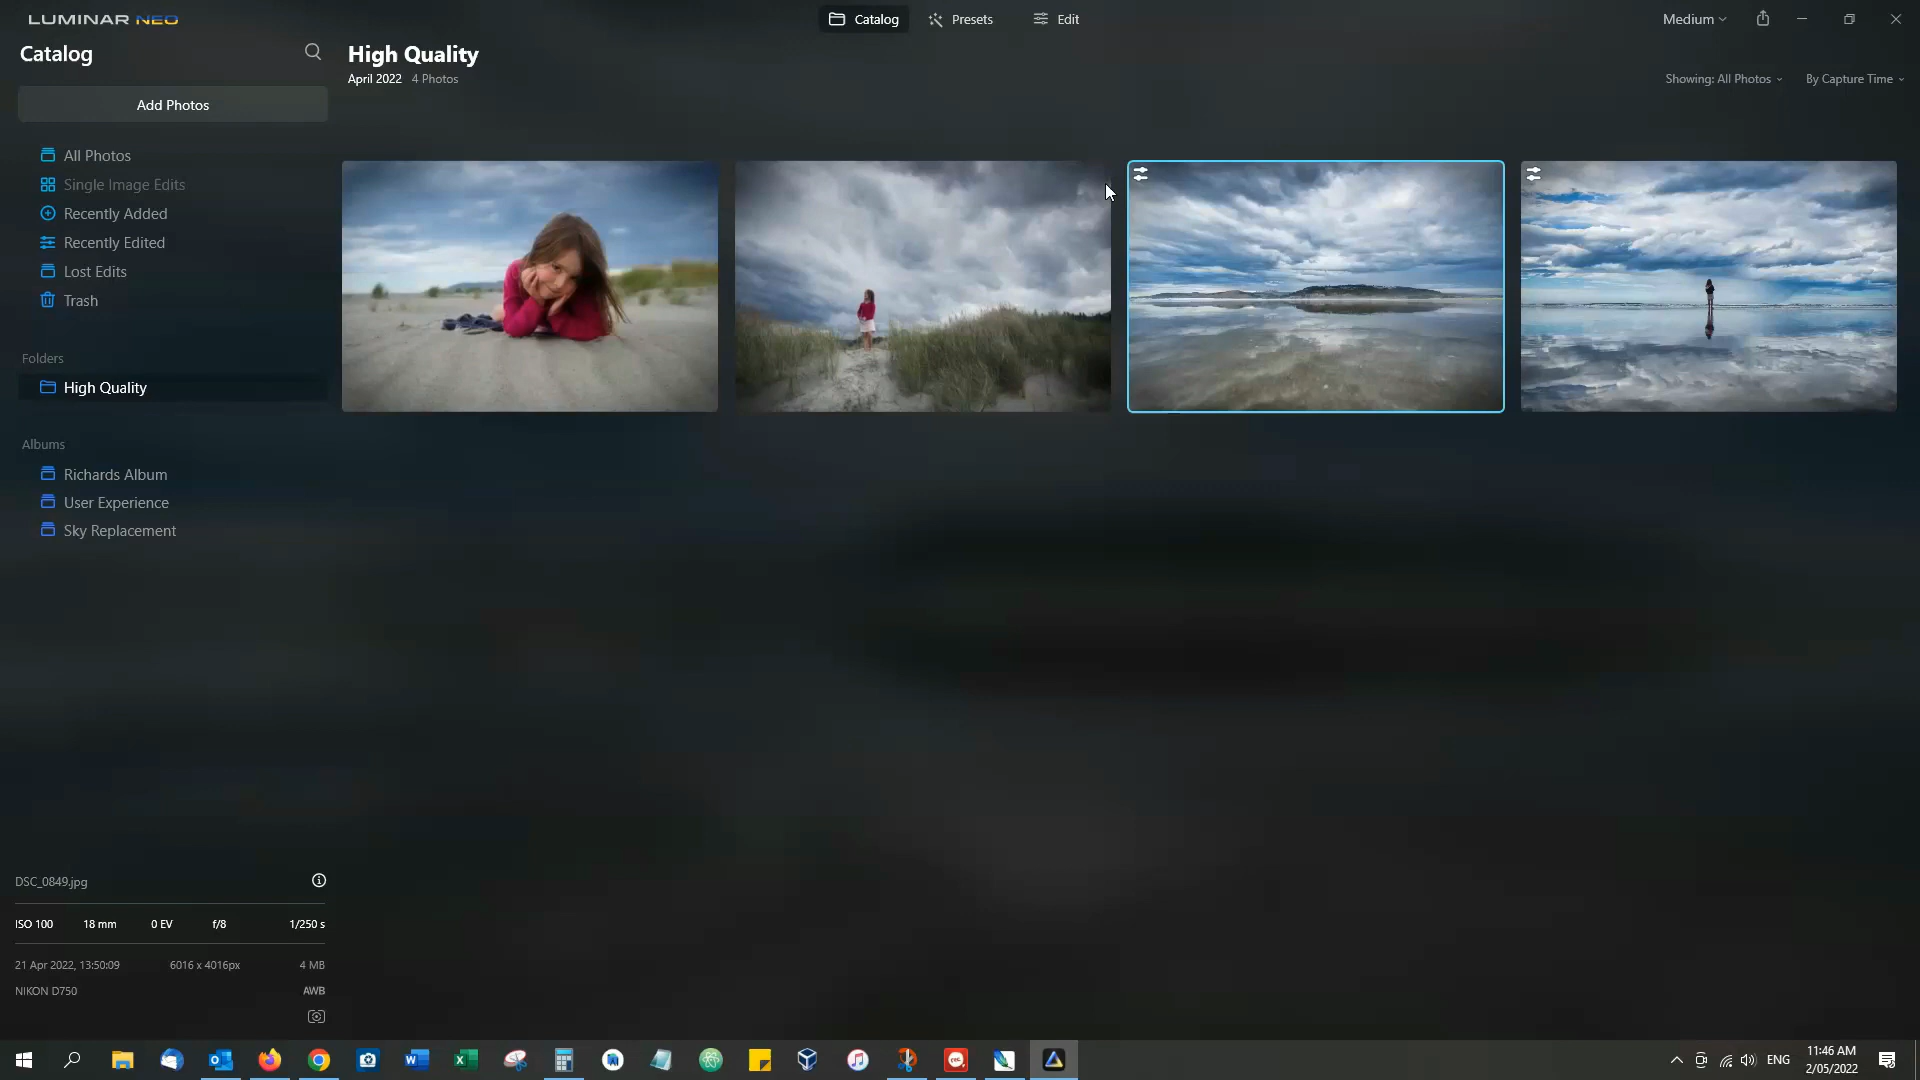 LUMINAR NEO
Catalog
Presets
Edit
Medium
Catalog
High Quality
April 2022 4 Photos
Showing: All Photos
By Capture Time
Add Photos
All Photos
Single Image Edits
Recently Added
Recently Edited
Lost Edits
Trash
Folders
High Quality
Albums
Richards Album
User Experience
Sky Replacement
DSC_0849.jpg
ISO 100 18 mm 0 EV f/8 1/250 s
21 Apr 2022, 13:50:09 6016 x 4016px 4 MB
NIKON D750 AWB
ENG
11:46 AM
2/05/2022